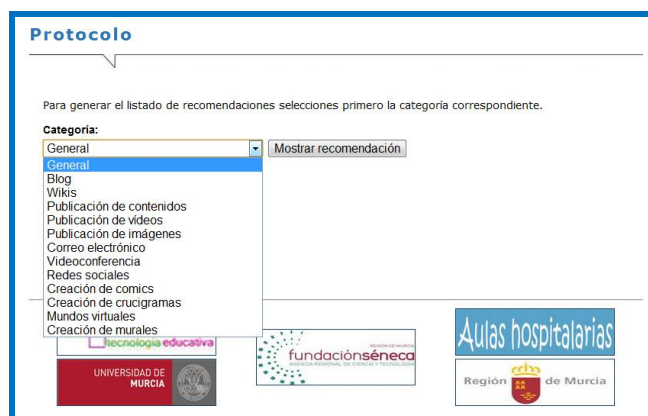 Protocolo
Para generar el listado de recomendaciones selecciones primero la categoría correspondiente.
Categoría:
General
Mostrar recomendación
General
Blog
Wikis
Publicación de contenidos
Publicación de vídeos
Publicación de imágenes
Correo electrónico
Videoconferencia
Redes sociales
Creación de comics
Creación de crucigramas
Mundos virtuales
Creación de murales
tecnología educativa
REGIÓN DE MURCIA
fundaciónséneca
AGENCIA REGIONAL DE CIENCIA Y TECNOLOGÍA
Aulas hospitalarias
UNIVERSIDAD DE
MURCIA
Región de Murcia